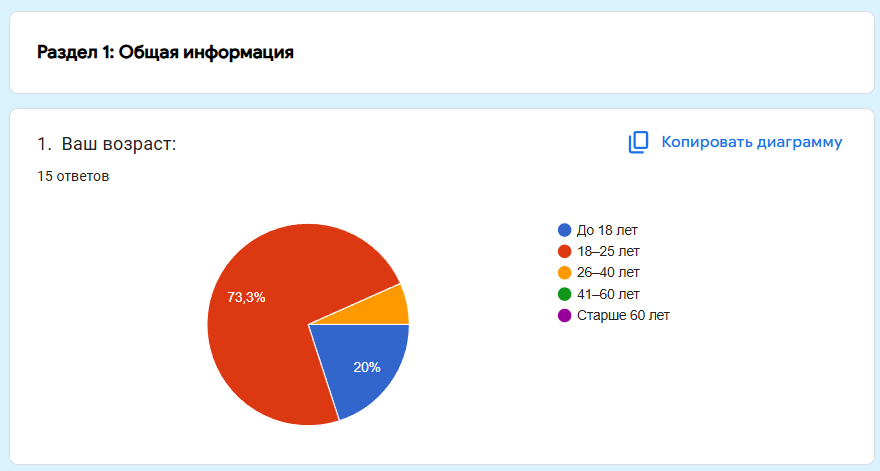 Раздел 1: Общая информация
1. Ваш возраст:
Копировать диаграмму
15 ответов
До 18 лет
18–25 лет
26–40 лет
41–60 лет
Старше 60 лет
73,3%
20%